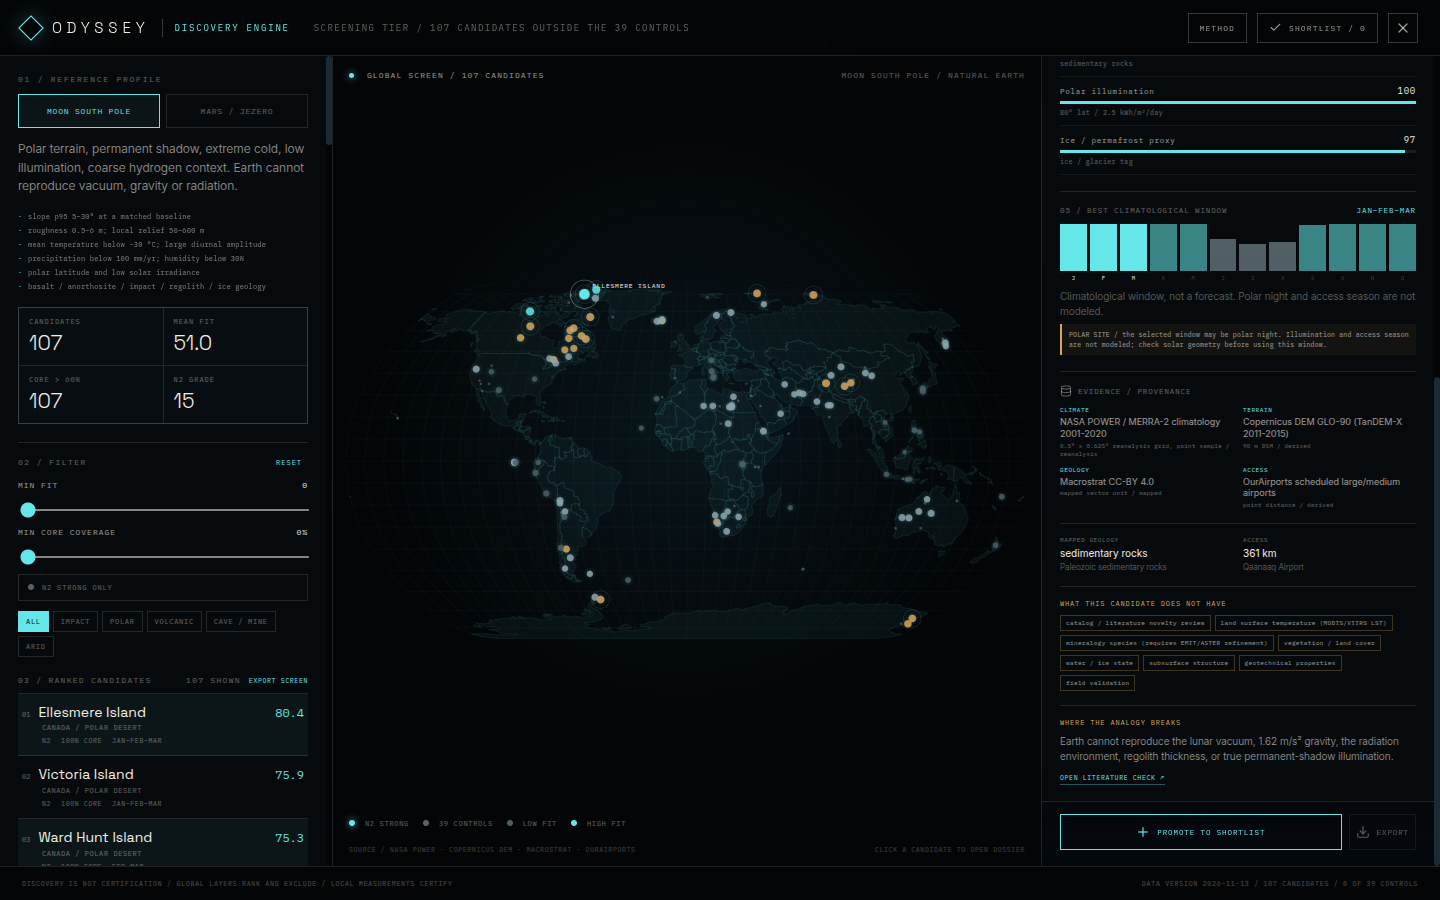 ODYSSEY
DISCOVERY ENGINE
SCREENING TIER / 107 CANDIDATES OUTSIDE THE 39 CONTROLS
METHOD
SHORTLIST / 0
01 / REFERENCE PROFILE
MOON SOUTH POLE
MARS / JEZERO
Polar terrain, permanent shadow, extreme cold, low
illumination, coarse hydrogen context. Earth cannot
reproduce vacuum, gravity or radiation.
- slope p95 5–30° at a matched baseline
- roughness 0.5–6 m; local relief 50–600 m
- mean temperature below −30 °C; large diurnal amplitude
- precipitation below 100 mm/yr; humidity below 30%
- polar latitude and low solar irradiance
- basalt / anorthosite / impact / regolith / ice geology
CANDIDATES
107
MEAN FIT
51.0
CORE > 60%
107
N2 GRADE
15
02 / FILTER
RESET
MIN FIT
0
MIN CORE COVERAGE
0%
N2 STRONG ONLY
ALL
IMPACT
POLAR
VOLCANIC
CAVE / MINE
ARID
03 / RANKED CANDIDATES
107 SHOWN
EXPORT SCREEN
01
Ellesmere Island
80.4
CANADA / POLAR DESERT
N2 100% CORE JAN-FEB-MAR
02
Victoria Island
75.9
CANADA / POLAR DESERT
N2 100% CORE JAN-FEB-MAR
03
Ward Hunt Island
75.3
CANADA / POLAR DESERT
N2 100% CORE JAN-FEB-MAR
GLOBAL SCREEN / 107 CANDIDATES
MOON SOUTH POLE / NATURAL EARTH
ELLESMERE ISLAND
N2 STRONG
39 CONTROLS
LOW FIT
HIGH FIT
SOURCE / NASA POWER · COPERNICUS DEM · MACROSTRAT · OURAIRPORTS
CLICK A CANDIDATE TO OPEN DOSSIER
sedimentary rocks
Polar illumination
100
80° lat / 2.5 kWh/m²/day
Ice / permafrost proxy
97
ice / glacier tag
05 / BEST CLIMATOLOGICAL WINDOW
JAN-FEB-MAR
J F M A M J J A S O N D
Climatological window, not a forecast. Polar night and access season are not
modeled.
POLAR SITE / the selected window may be polar night. Illumination and access season
are not modeled; check solar geometry before using this window.
EVIDENCE / PROVENANCE
CLIMATE
NASA POWER / MERRA-2 climatology
2001-2020
0.5° x 0.625° reanalysis grid, point sample /
reanalysis
TERRAIN
Copernicus DEM GLO-90 (TanDEM-X
2011-2015)
90 m DSM / derived
GEOLOGY
Macrostrat CC-BY 4.0
mapped vector unit / mapped
ACCESS
OurAirports scheduled large/medium
airports
point distance / derived
MAPPED GEOLOGY
sedimentary rocks
Paleozoic sedimentary rocks
ACCESS
361 km
Qaanaaq Airport
WHAT THIS CANDIDATE DOES NOT HAVE
catalog / literature novelty review
land surface temperature (MODIS/VIIRS LST)
mineralogy species (requires EMIT/ASTER refinement)
vegetation / land cover
water / ice state
subsurface structure
geotechnical properties
field validation
WHERE THE ANALOGY BREAKS
Earth cannot reproduce the lunar vacuum, 1.62 m/s² gravity, the radiation
environment, regolith thickness, or true permanent-shadow illumination.
OPEN LITERATURE CHECK ↗
PROMOTE TO SHORTLIST
EXPORT
DISCOVERY IS NOT CERTIFICATION / GLOBAL LAYERS RANK AND EXCLUDE / LOCAL MEASUREMENTS CERTIFY
DATA VERSION 2026-11-13 / 107 CANDIDATES / 0 OF 39 CONTROLS